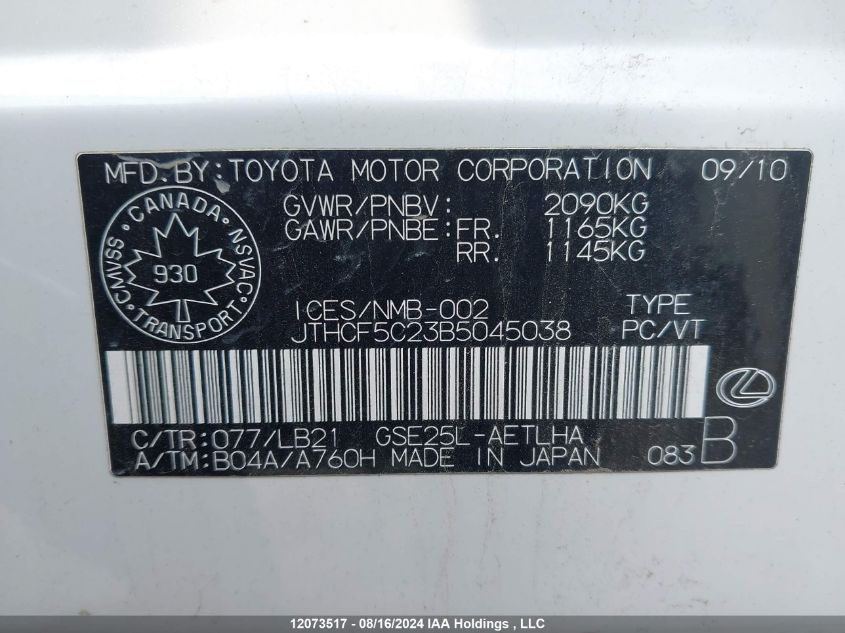 MFD. BY: TOYOTA MOTOR CORPORATION 09/10
GVWR/PNBV: 2090KG
GAWR/PNBE: FR. 1165KG
RR. 1145KG
CANADA
CMVSS NSVAC
930
TRANSPORT
ICES/NMB-002 TYPE
JTHCF5C23B5045038 PC/VT
C/TR: 077/LB21 GSE25L-AETLHA
A/TM: B04A/A760H MADE IN JAPAN 083 B
12073517 - 08/16/2024 IAA Holdings , LLC